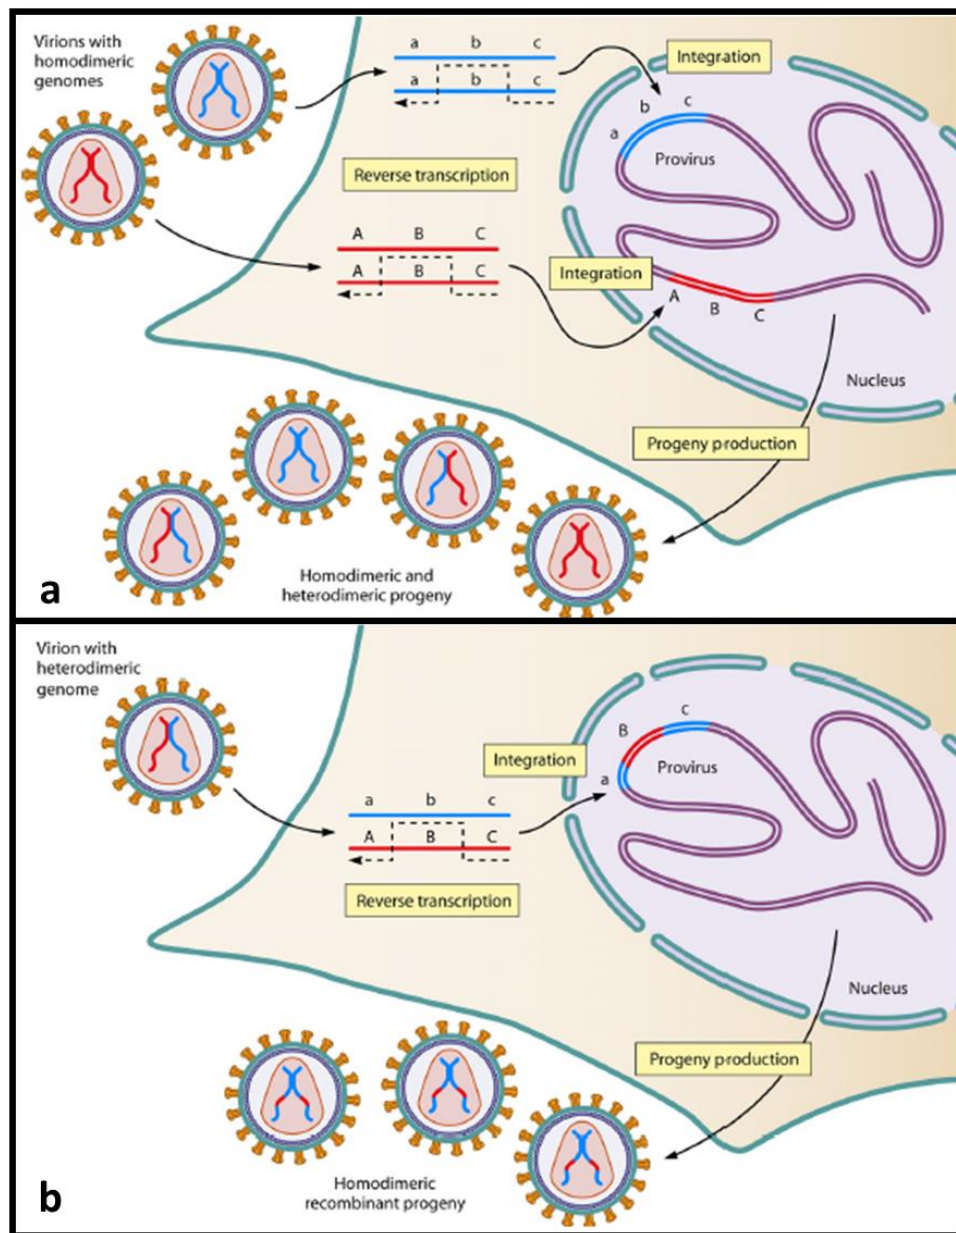 Virions with
homodimeric
genomes
a b c
a b c
Integration
b c
a
Provirus
Reverse transcription
A B C
A B C
Integration
A
B
C
Nucleus
Progeny production
Homodimeric and
heterodimeric progeny
a
Virion with
heterodimeric
genome
c
B
Integration
a
Provirus
a b c
A B C
Reverse transcription
Nucleus
Progeny production
Homodimeric
recombinant progeny
b